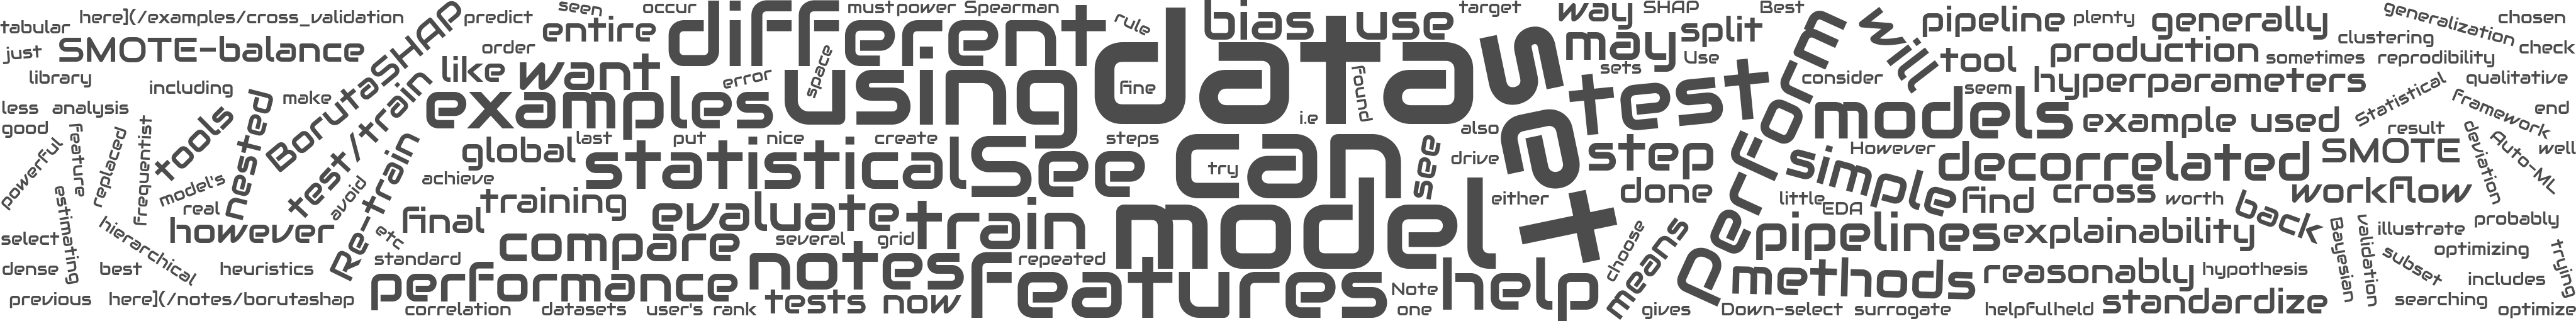 here](/examples/cross_validation
seen
occur
must
power
Spearman
target
way
SHAP
Best
plenty
generalization
chosen
tabular
just
SMOTE-balance
order
predict
entire
different
rule
bias
use
may
split
Use
will
pipeline
generally
clustering
check
library
including
BorutaSHAP
like
want
error
space
using
data
found
fine
set
sets
test
consider
tool
production
sometimes
reprodibility
qualitative
less
analysis
make
tools
test/train
examples
i.e
perform
seem
hyperparameters
Statistical
framework
end
good
feature
replaced
frequentist
nested
global
last
put
nice
create
steps
also
models
example
used
result
well
powerful
statistical
See
can
try
see
drive
step
However
decorrelated
SMOTE
deviation
Auto-ML
estimating
model's
real
avoid
Re-train
achieve
training
evaluate
train
model
either
done
simple
find
cross
worth
workflow
little
EDA
back
select
hierarchical
however
etc
final
compare
notes
several
grid
features
choose
means
pipelines
explainability
Bayesian
validation
illustrate
probably
optimizing
trying
dense
best
heuristics
standard
performance
repeated
help
methods
reasonably
hypothesis
subset
includes
previous
here](/notes/borutashap
correlation
datasets
user's
rank
tests
now
Note
one
gives
Down-select
surrogate
helpful
held
standardize
searching
optimize